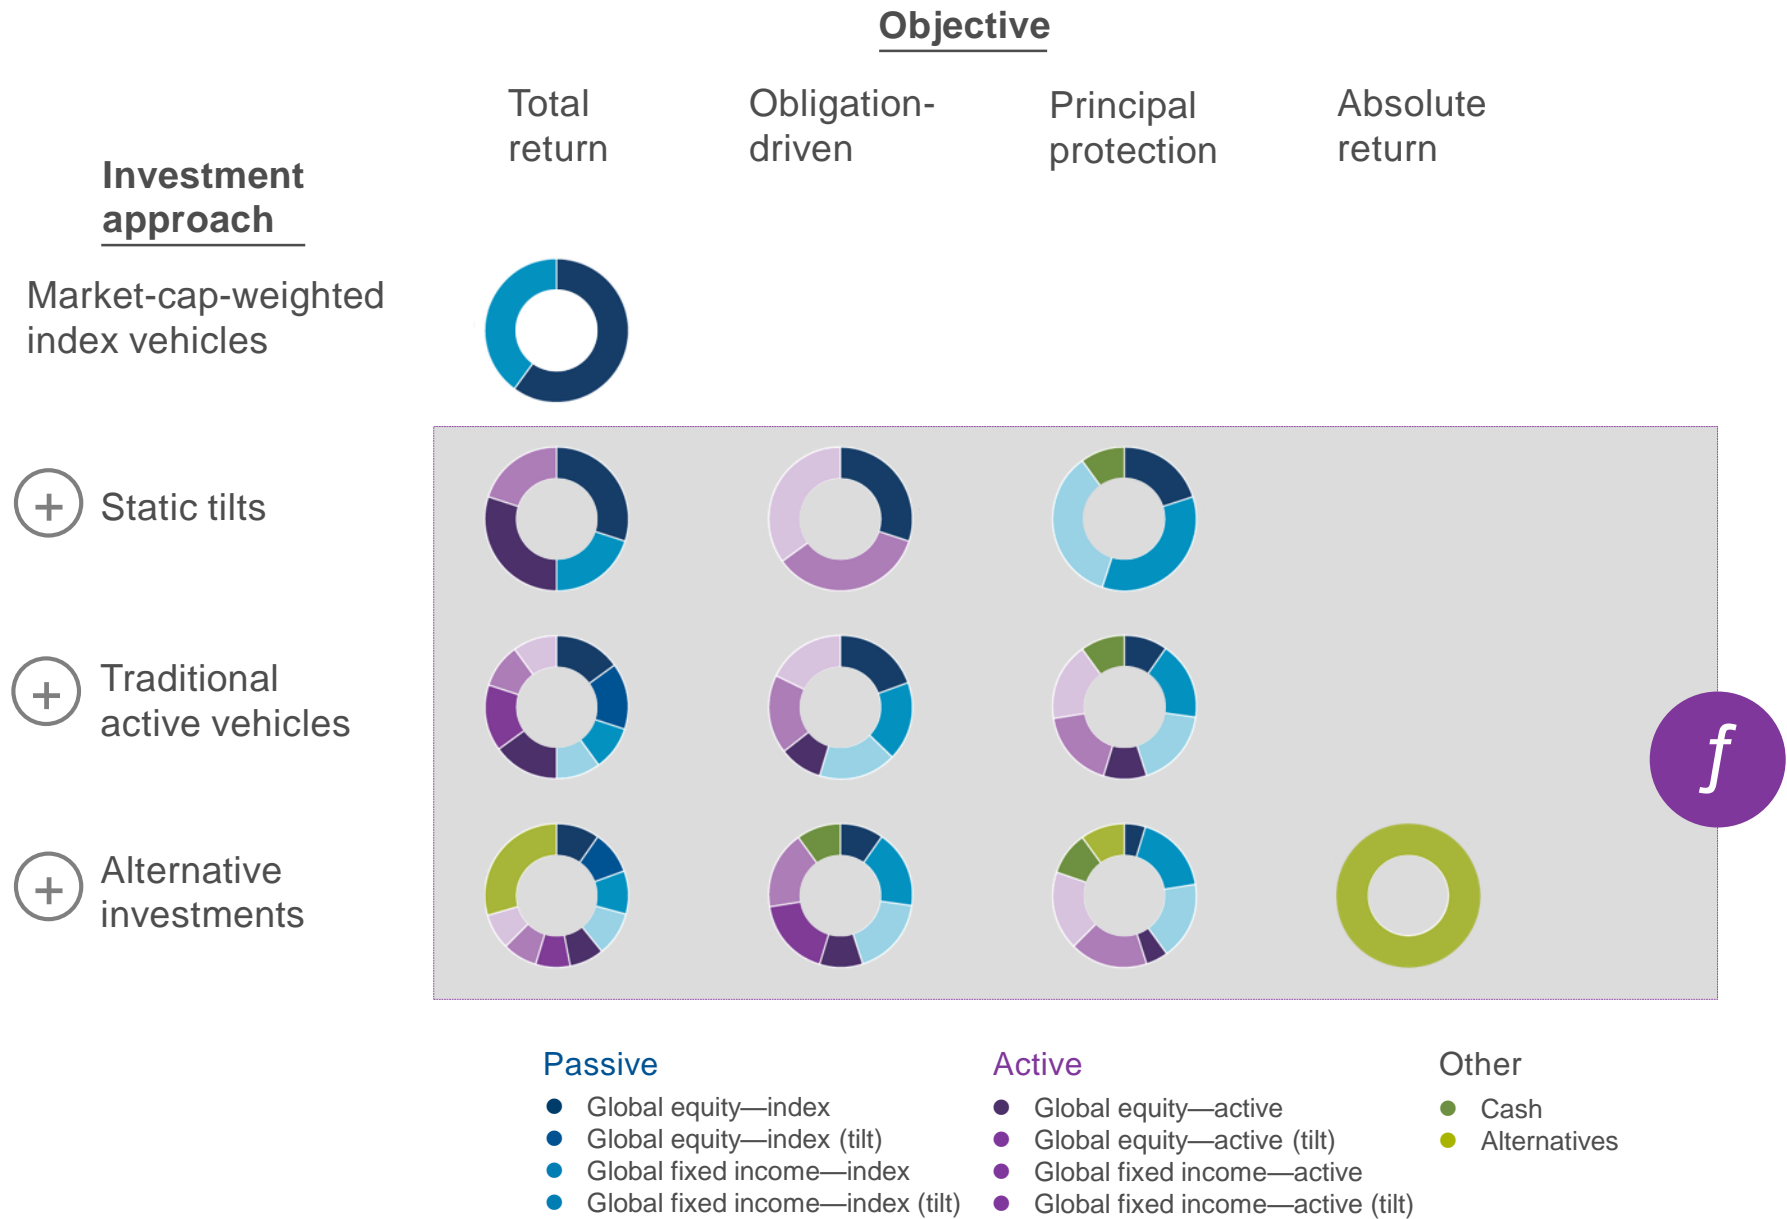 Objective
Total
return
Obligation-
driven
Principal
protection
Absolute
return
Investment
approach
Market-cap-weighted
index vehicles
+ Static tilts
+ Traditional
active vehicles
f
+ Alternative
investments
Passive
Global equity—index
Global equity—index (tilt)
Global fixed income—index
Global fixed income—index (tilt)
Active
Global equity—active
Global equity—active (tilt)
Global fixed income—active
Global fixed income—active (tilt)
Other
Cash
Alternatives